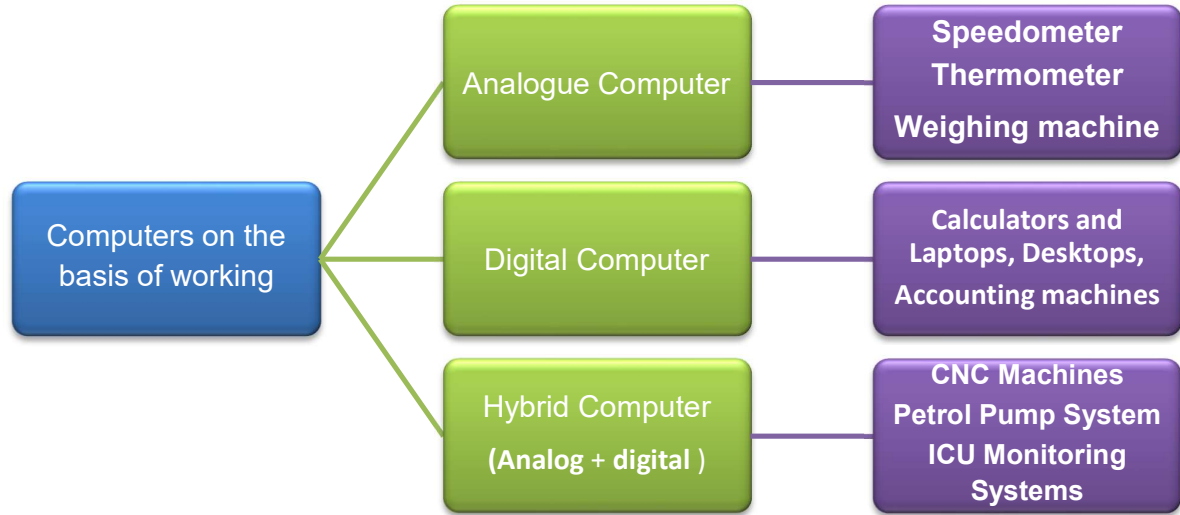 Computers on the
basis of working
Analogue Computer
Speedometer
Thermometer
Weighing machine
Digital Computer
Calculators and
Laptops, Desktops,
Accounting machines
Hybrid Computer
(Analog + digital )
CNC Machines
Petrol Pump System
ICU Monitoring
Systems